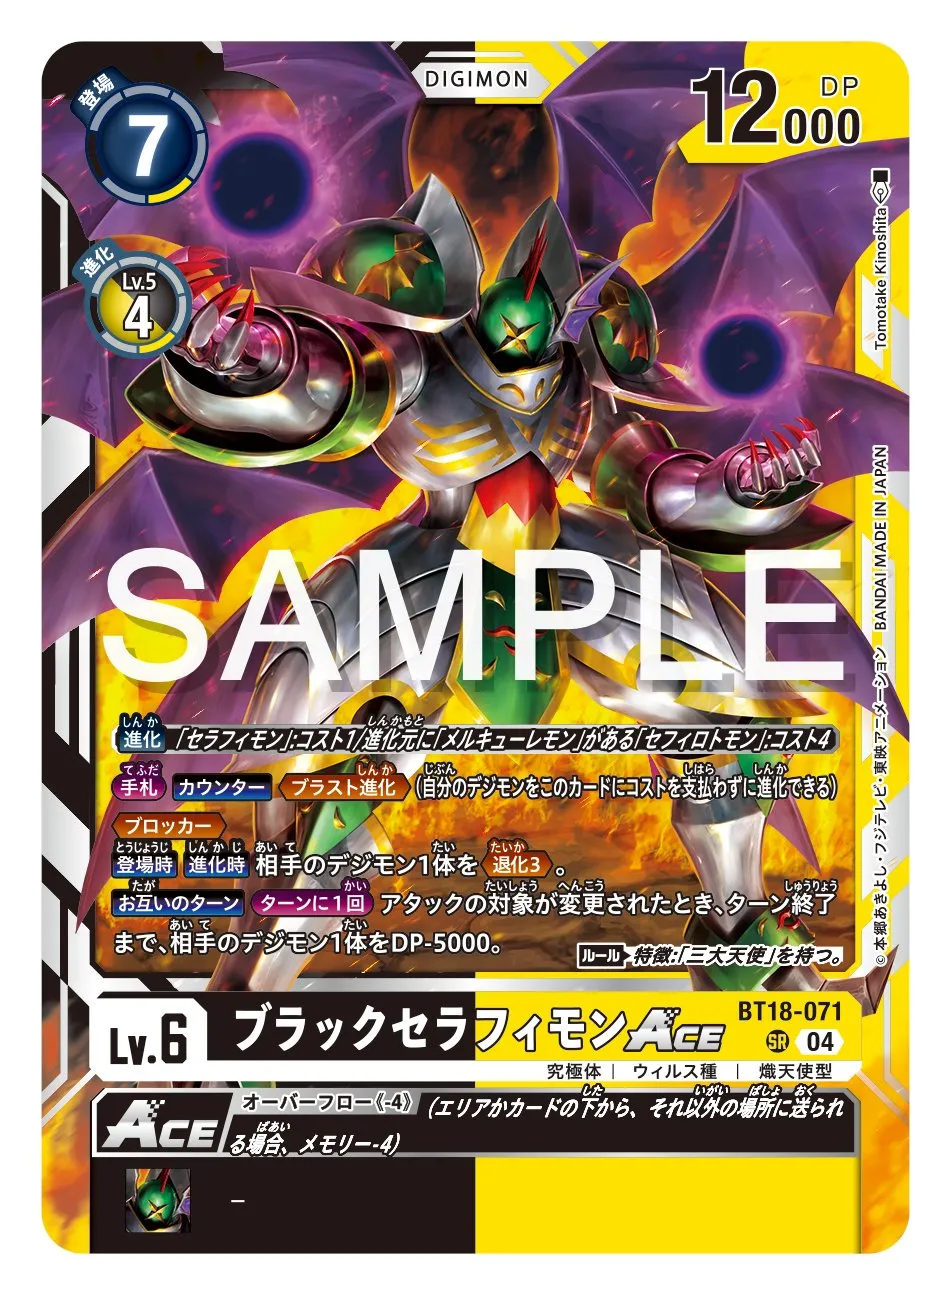 DIGIMON
登場
7
12000
DP
進化
Lv.5
4
Tomotake Kinoshita
SAMPLE
©本郷あきよし・フジテレビ・東映アニメーション BANDAI MADE IN JAPAN
進化 「セラフィモン」:コスト1/進化元に「メルキューレモン」がある「セフィロトモン」:コスト4
手札 カウンター ブラスト進化 (自分のデジモンをこのカードにコストを支払わずに進化できる)
ブロッカー
登場時 進化時 相手のデジモン1体を 退化3 。
お互いのターン ターンに1回 アタックの対象が変更されたとき、ターン終了
まで、相手のデジモン1体をDP-5000。
ルール 特徴:「三大天使」を持つ。
Lv.6
ブラックセラフィモンACE
BT18-071
SR 04
究極体 | ウィルス種 | 熾天使型
ACE
オーバーフロー《-4》 (エリアかカードの下から、それ以外の場所に送られ
る場合、メモリー-4)
－